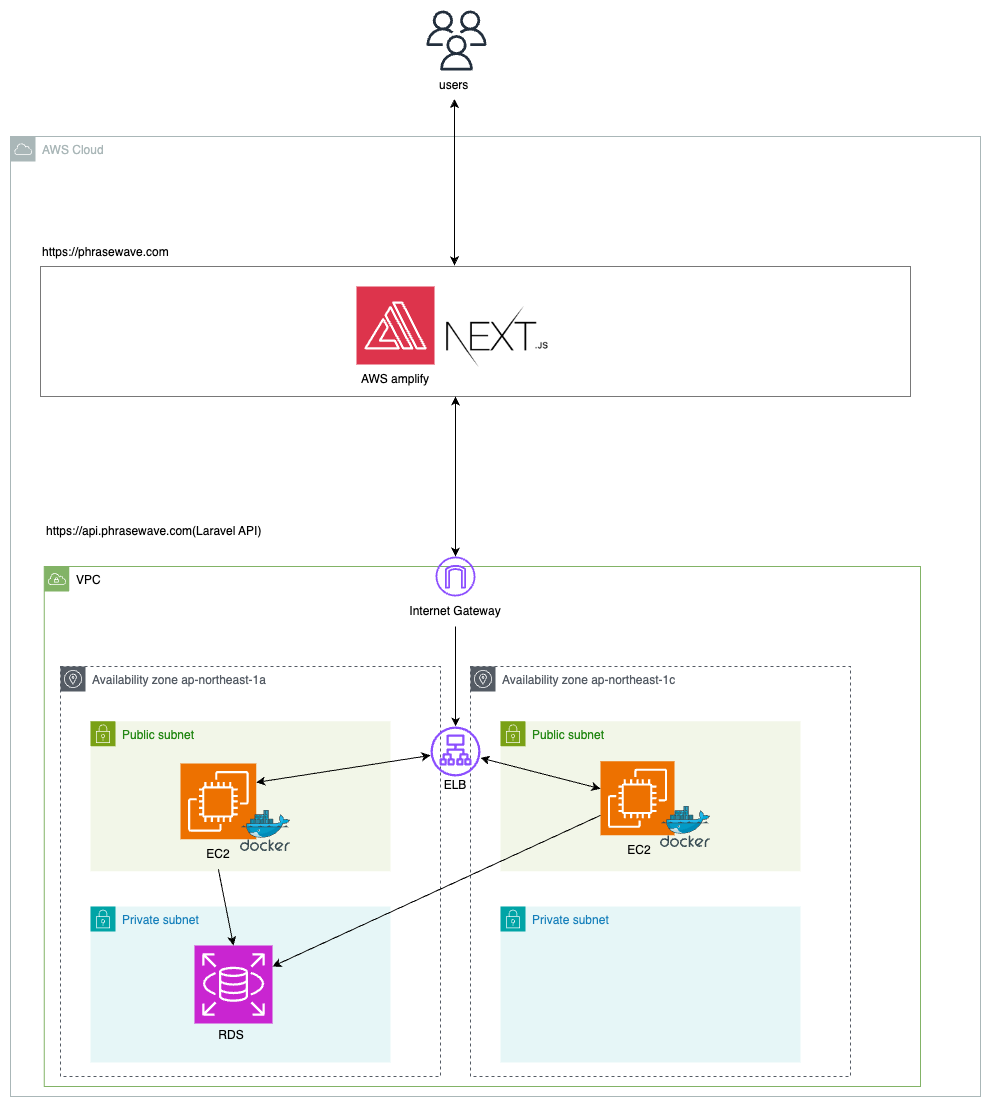 users
AWS Cloud
https://phrasewave.com
NEXT.JS
AWS amplify
https://api.phrasewave.com(Laravel API)
VPC
Internet Gateway
Availability zone ap-northeast-1a
Availability zone ap-northeast-1c
Public subnet
Public subnet
ELB
docker
docker
EC2
EC2
Private subnet
Private subnet
RDS